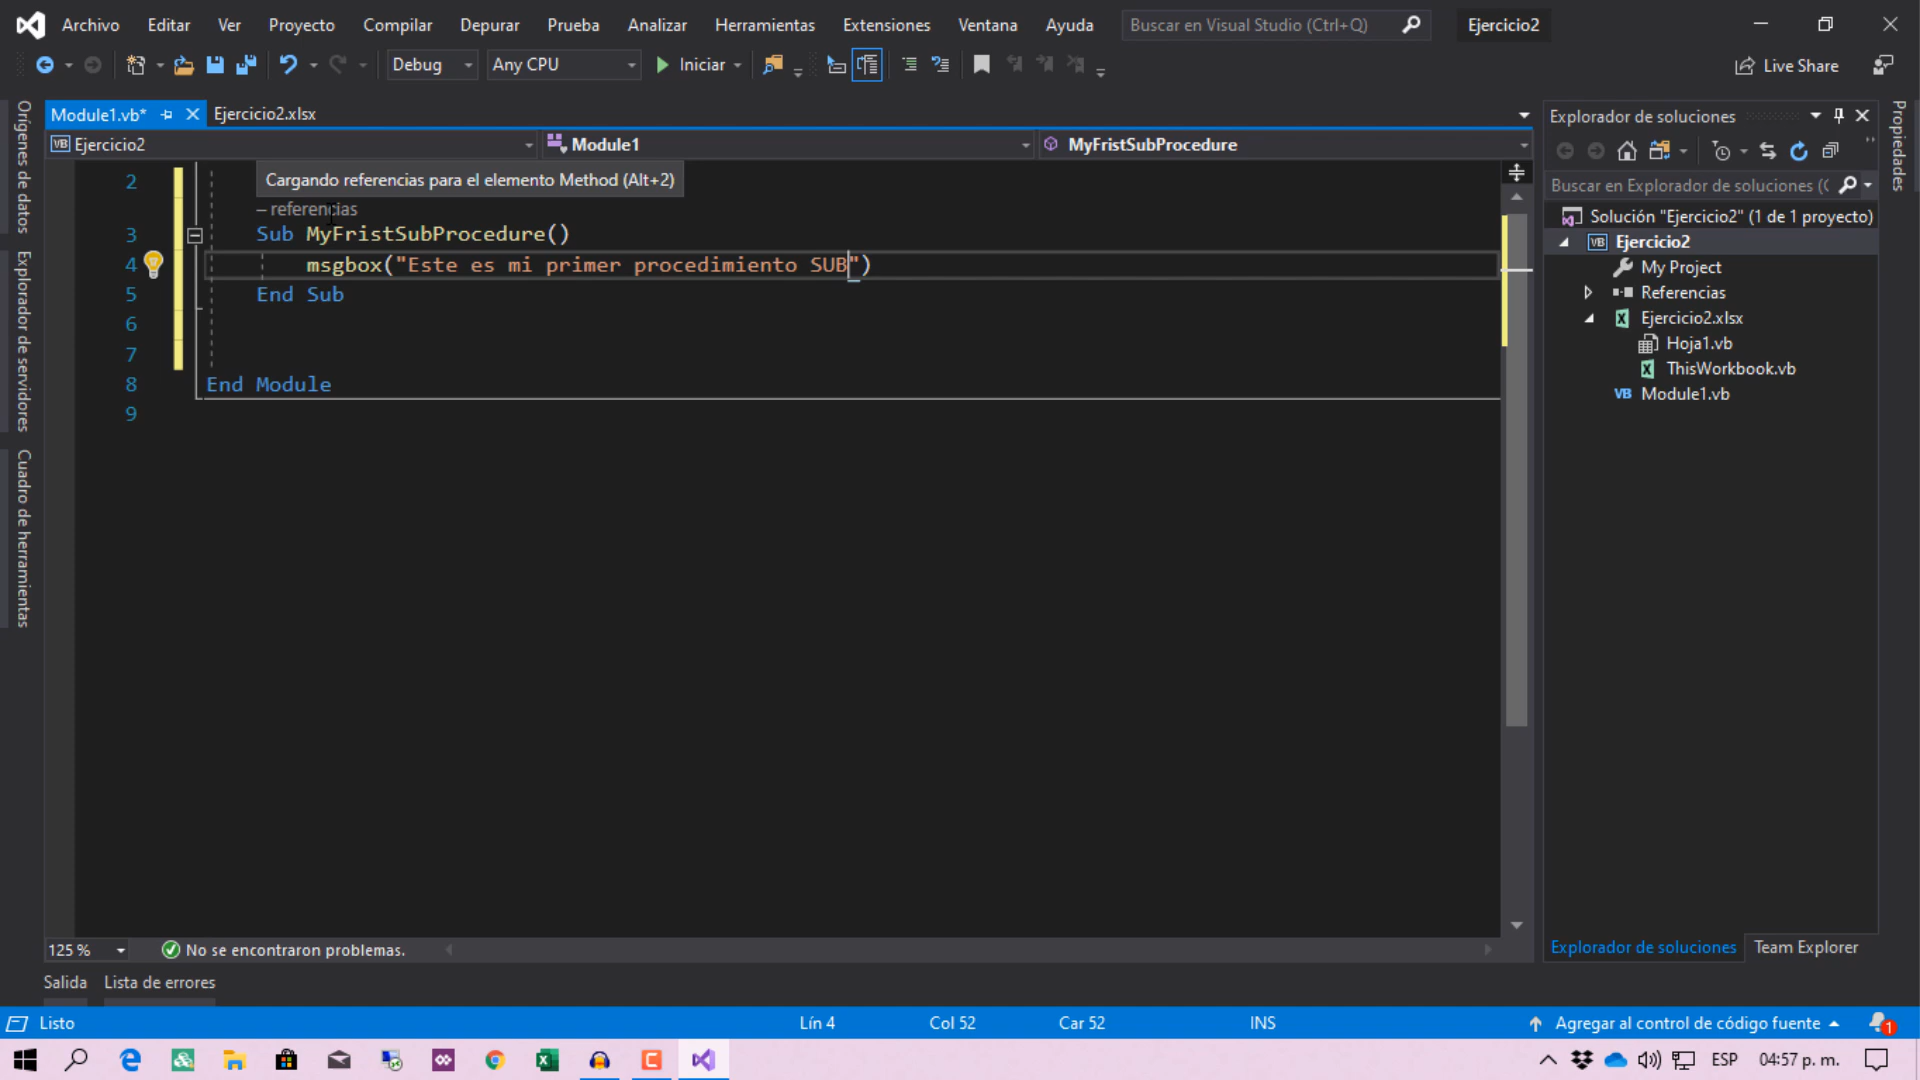 Archivo Editar Ver Proyecto Compilar Depurar Prueba Analizar Herramientas Extensiones Ventana Ayuda Buscar en Visual Studio (Ctrl+Q) Ejercicio2
Debug Any CPU Iniciar Live Share
Module1.vb* Ejercicio2.xlsx
VB Ejercicio2 Module1 MyFristSubProcedure
2
Cargando referencias para el elemento Method (Alt+2)
– referencias
3 Sub MyFristSubProcedure()
4 msgbox("Este es mi primer procedimiento SUB")
5 End Sub
6
7
8 End Module
9
Orígenes de datos
Explorador de servidores
Cuadro de herramientas
Explorador de soluciones
Buscar en Explorador de soluciones (
Solución "Ejercicio2" (1 de 1 proyecto)
VB Ejercicio2
My Project
Referencias
Ejercicio2.xlsx
Hoja1.vb
ThisWorkbook.vb
VB Module1.vb
Propiedades
125 % No se encontraron problemas.
Explorador de soluciones Team Explorer
Salida Lista de errores
Listo Lín 4 Col 52 Car 52 INS Agregar al control de código fuente 1
ESP 04:57 p. m.